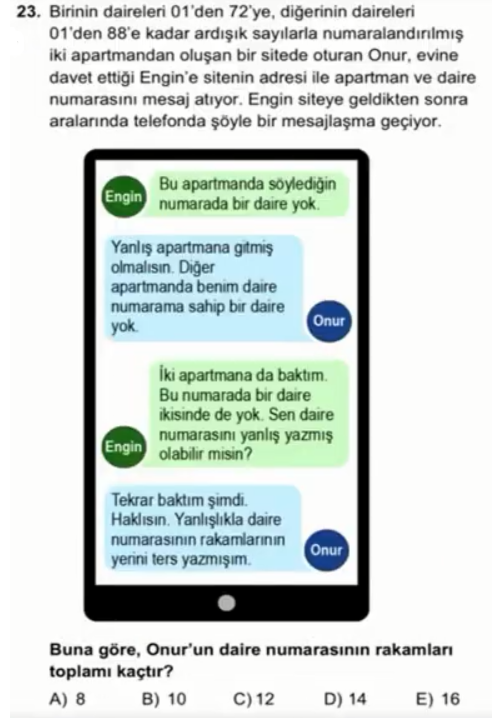 23. Birinin daireleri 01'den 72'ye, diğerinin daireleri
01'den 88'e kadar ardışık sayılarla numaralandırılmış
iki apartmandan oluşan bir sitede oturan Onur, evine
davet ettiği Engin'e sitenin adresi ile apartman ve daire
numarasını mesaj atıyor. Engin siteye geldikten sonra
aralarında telefonda şöyle bir mesajlaşma geçiyor.
Engin
Bu apartmanda söylediğin
numarada bir daire yok.
Yanlış apartmana gitmiş
olmalısın. Diğer
apartmanda benim daire
numarama sahip bir daire
yok.
Onur
İki apartmana da baktım.
Bu numarada bir daire
ikisinde de yok. Sen daire
numarasını yanlış yazmış
olabilir misin?
Engin
Tekrar baktım şimdi.
Haklısın. Yanlışlıkla daire
numarasının rakamlarının
yerini ters yazmışım.
Onur
Buna göre, Onur'un daire numarasının rakamları
toplamı kaçtır?
A) 8 B) 10 C) 12 D) 14 E) 16